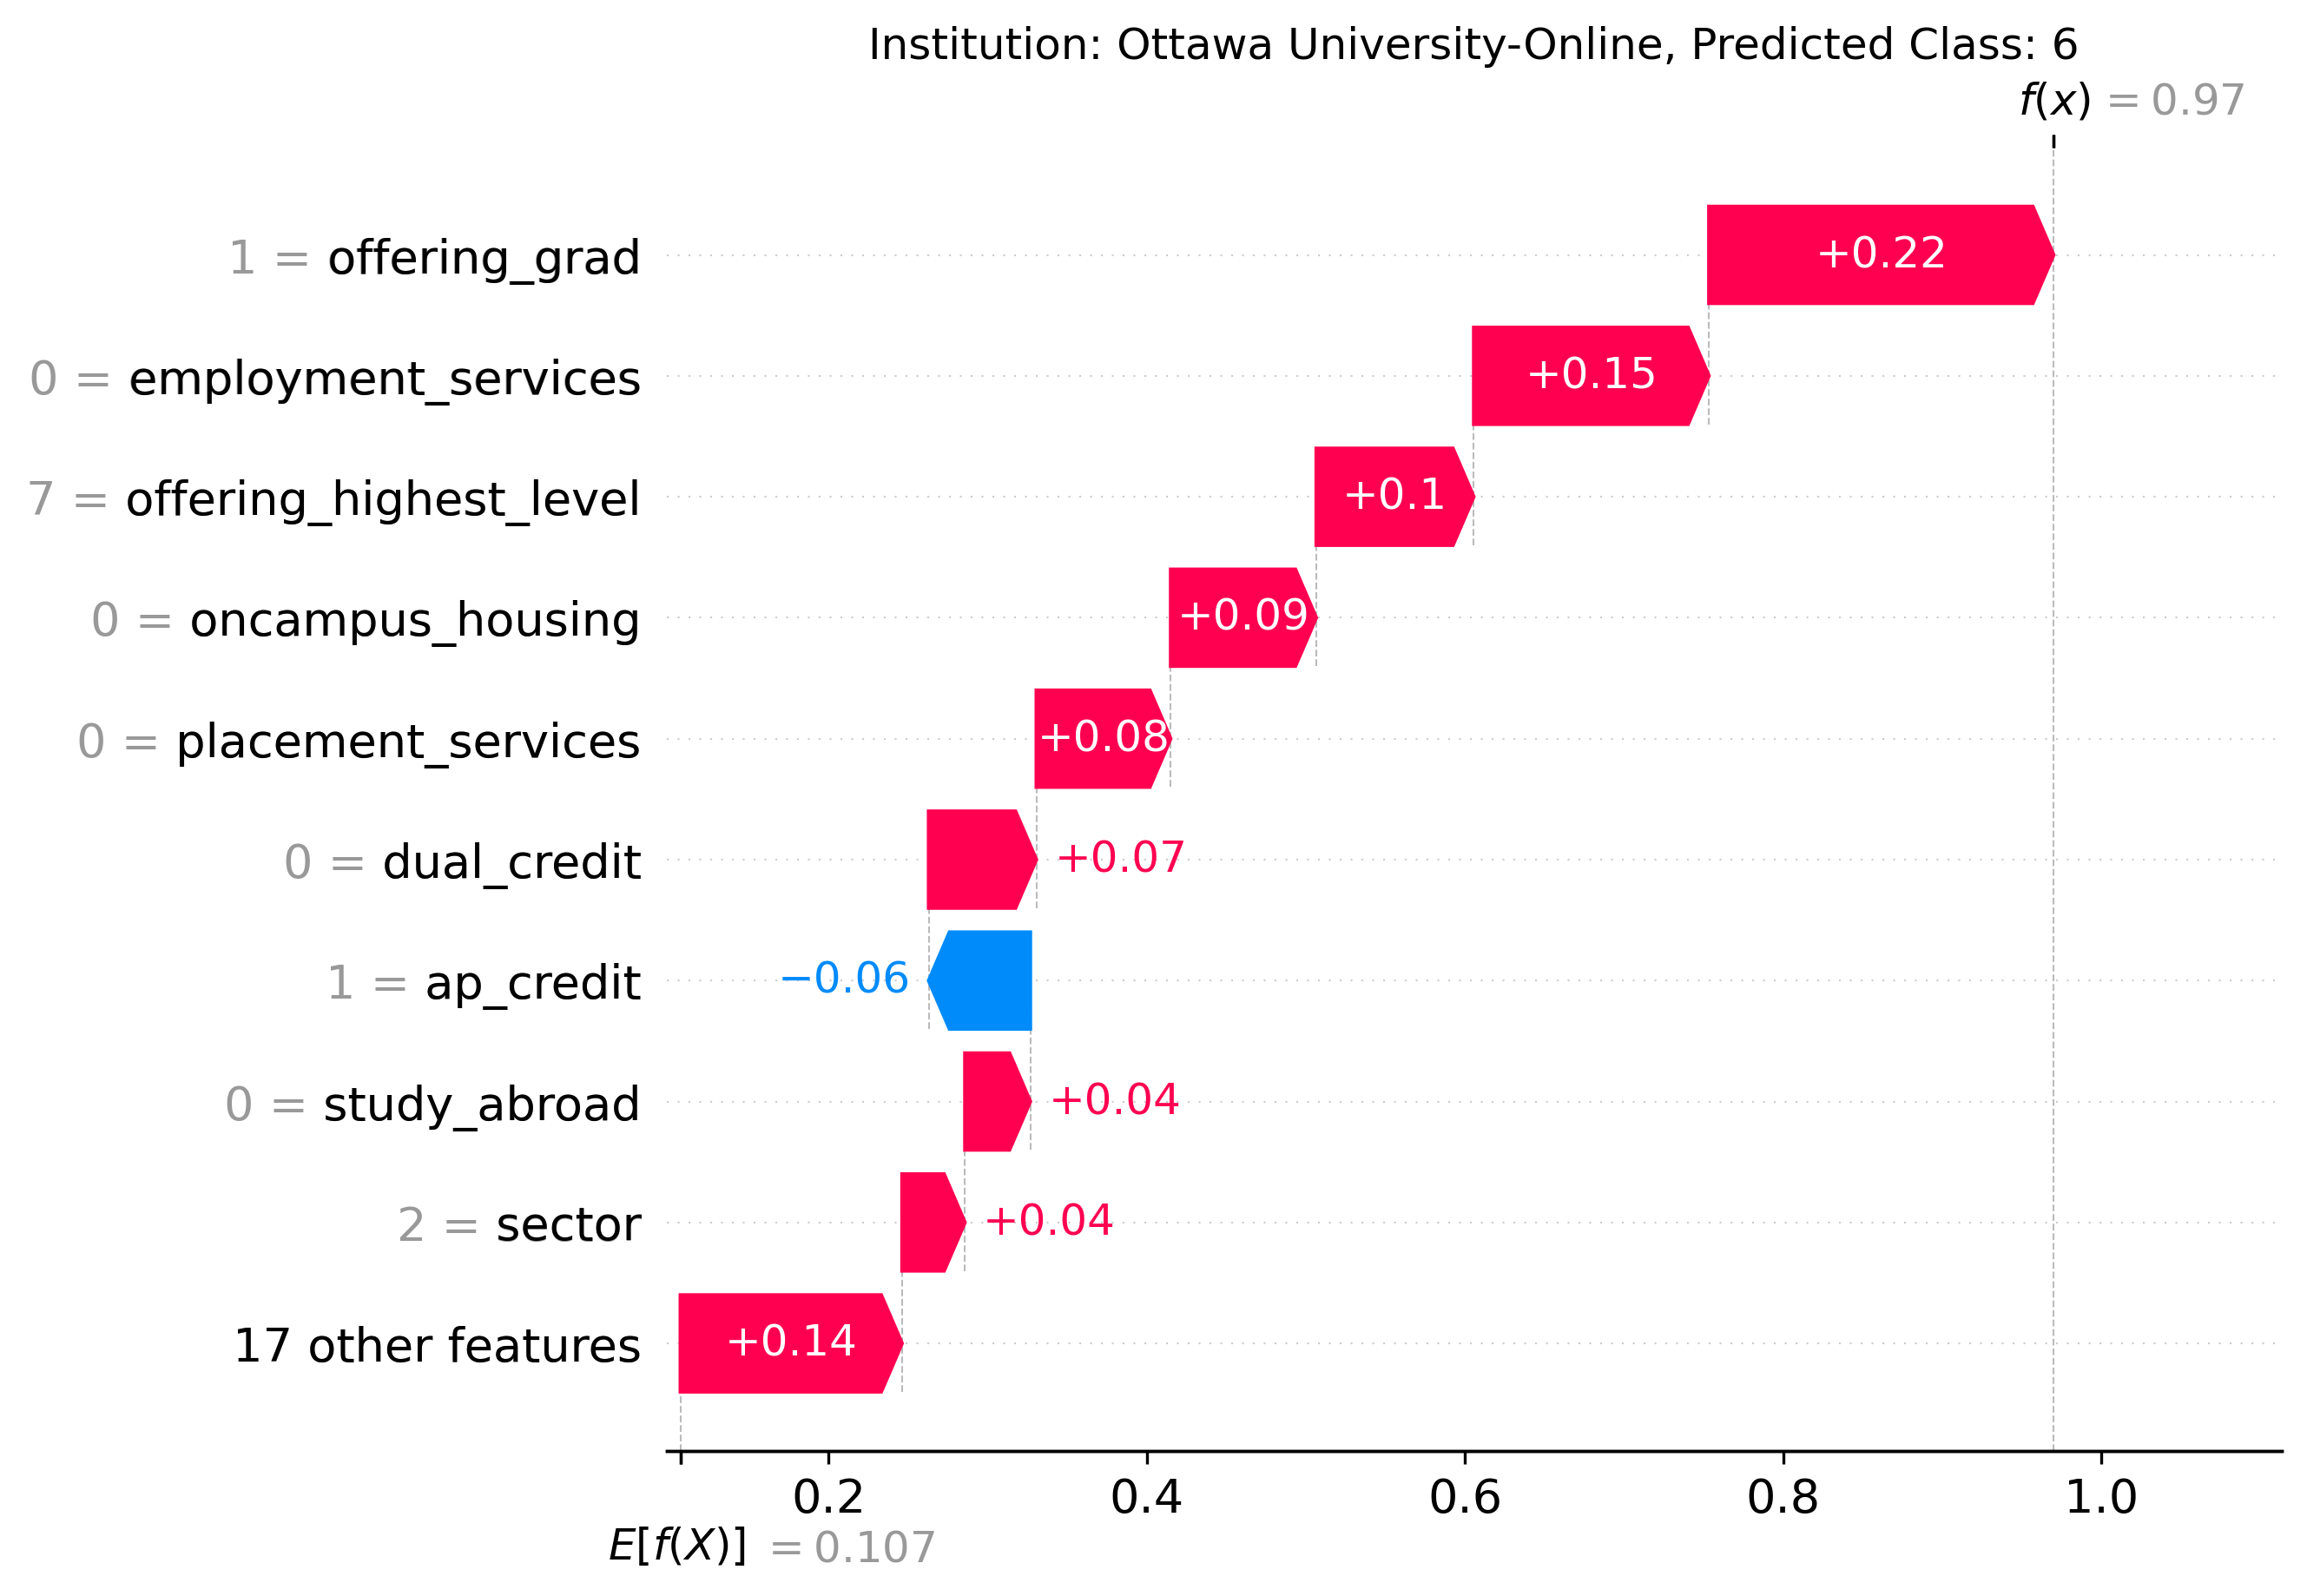 Institution: Ottawa University-Online, Predicted Class: 6
f(x) = 0.97
1 = offering_grad +0.22
0 = employment_services +0.15
7 = offering_highest_level +0.1
0 = oncampus_housing +0.09
0 = placement_services +0.08
0 = dual_credit +0.07
1 = ap_credit −0.06
0 = study_abroad +0.04
2 = sector +0.04
17 other features +0.14
0.2 0.4 0.6 0.8 1.0
E[f(X)] = 0.107